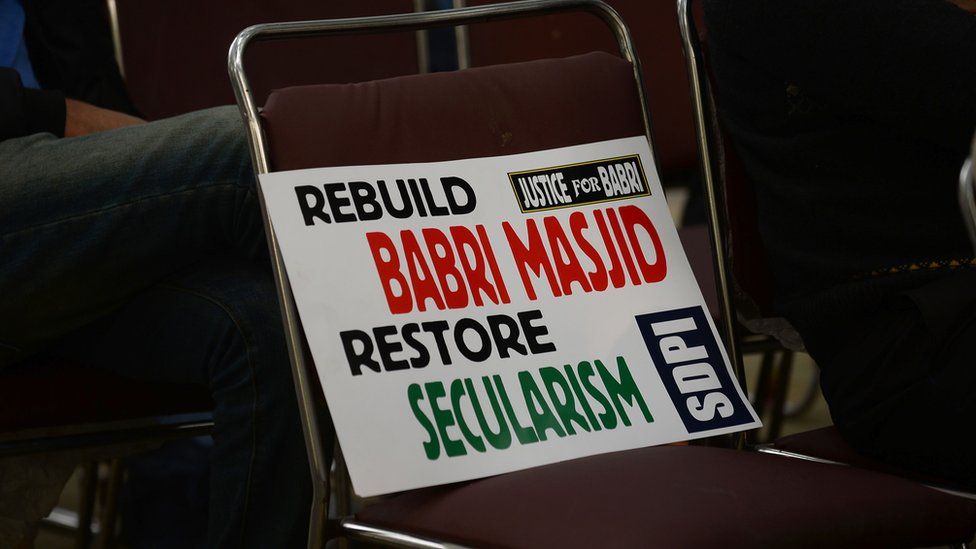 REBUILD
JUSTICE FOR BABRI
BABRI MASJID
RESTORE
SECULARISM
SDPI